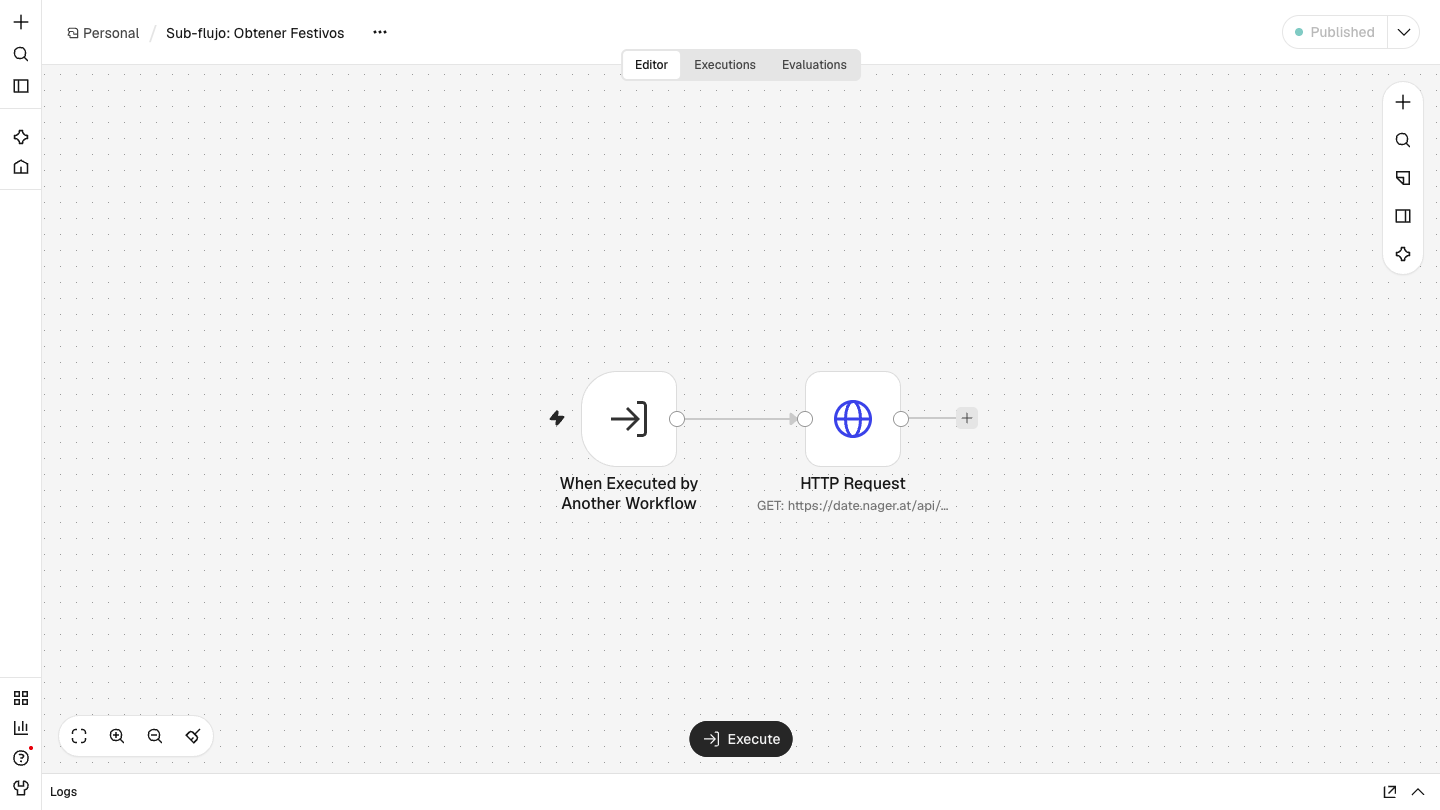 Personal / Sub-flujo: Obtener Festivos
Published
Editor
Executions
Evaluations
When Executed by
Another Workflow
HTTP Request
GET: https://date.nager.at/api/...
Execute
Logs